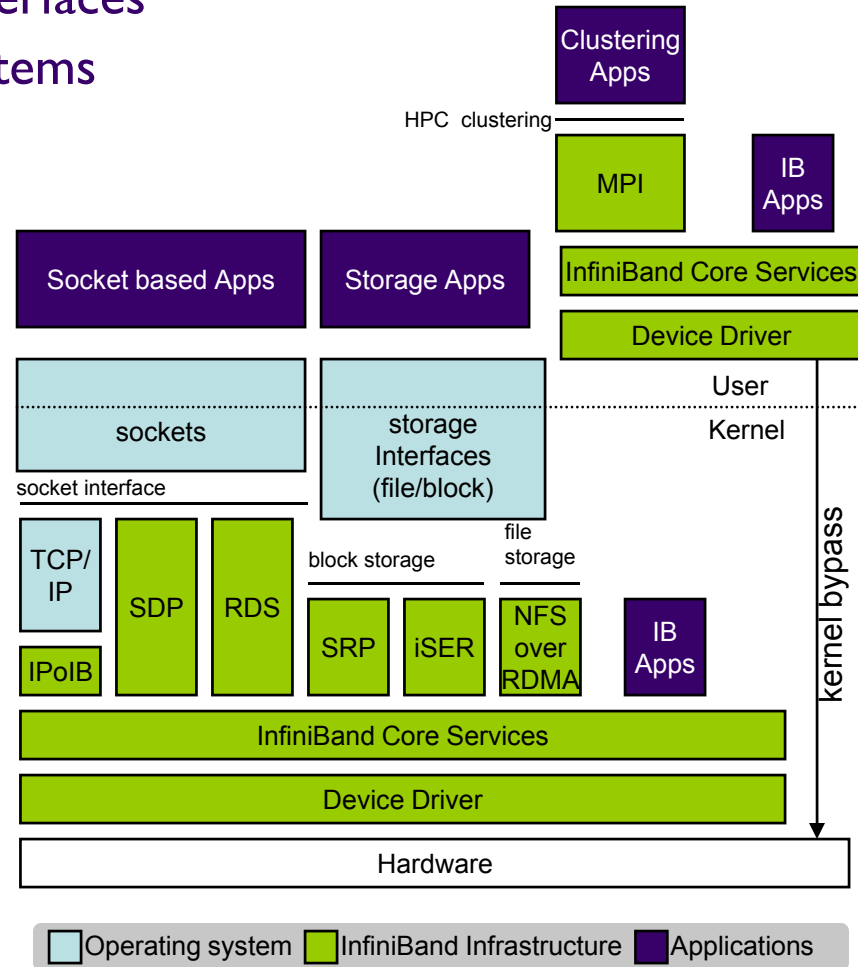 erfaces
tems
Clustering
Apps
HPC clustering
MPI
IB
Apps
Socket based Apps
Storage Apps
InfiniBand Core Services
Device Driver
User
Kernel
sockets
storage
Interfaces
(file/block)
socket interface
TCP/
IP
SDP
RDS
block storage
file
storage
SRP
iSER
NFS
over
RDMA
IB
Apps
IPoIB
kernel bypass
InfiniBand Core Services
Device Driver
Hardware
Operating system
InfiniBand Infrastructure
Applications